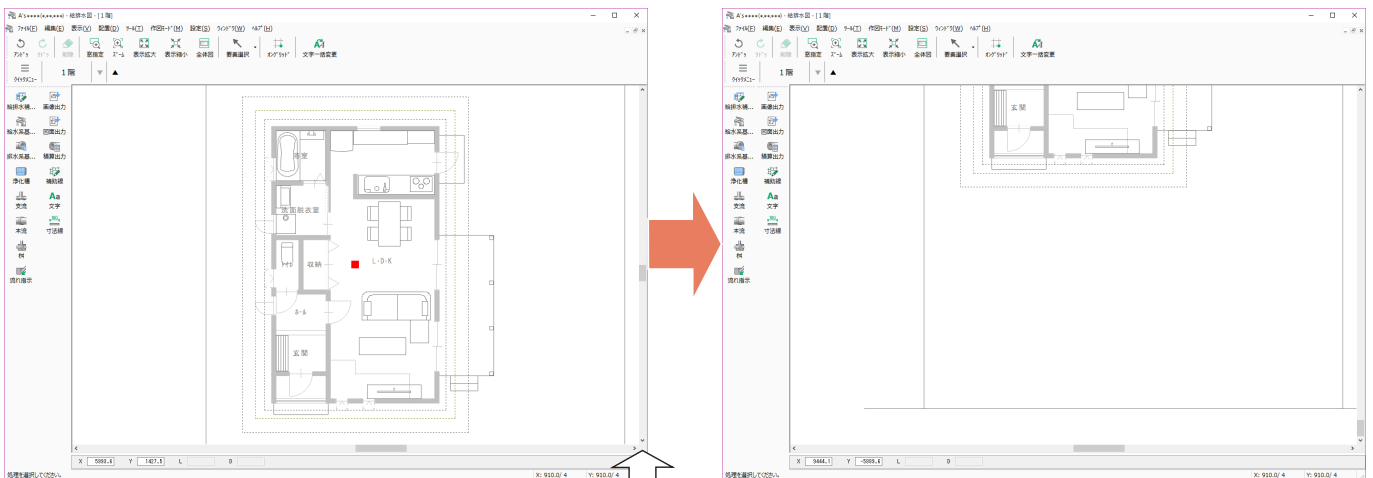 A's****(*,**,***) - 給排水図 - [1階]
ﾌｧｲﾙ(F) 編集(E) 表示(V) 配置(D) ﾂｰﾙ(L) 作図ﾓｰﾄﾞ(M) 設定(S) ｳｨﾝﾄﾞｳ(W) ﾍﾙﾌﾟ(H)
ｱﾝﾄﾞｩ ﾘﾄﾞｩ 削除 窓指定 ｽﾞｰﾑ 表示拡大 表示縮小 全体図 要素選択 ｵﾝｸﾞﾘｯﾄﾞ 文字一括変更
ｸｲｯｸﾒﾆｭｰ 1階
給排水補... 画像出力
給水系基... 図面出力
排水系基... 積算出力
浄化槽 補助線
支流 文字
本流 寸法線
桝
流れ指示
浴室
洗面脱衣室
ﾄｲﾚ 収納 L・D・K
ﾎｰﾙ
玄関
X 5893.6 Y 1427.5 L D
処理を選択してください。 X: 910.0/ 4 Y: 910.0/ 4
A's****(*,**,***) - 給排水図 - [1階]
ﾌｧｲﾙ(F) 編集(E) 表示(V) 配置(D) ﾂｰﾙ(L) 作図ﾓｰﾄﾞ(M) 設定(S) ｳｨﾝﾄﾞｳ(W) ﾍﾙﾌﾟ(H)
ｱﾝﾄﾞｩ ﾘﾄﾞｩ 削除 窓指定 ｽﾞｰﾑ 表示拡大 表示縮小 全体図 要素選択 ｵﾝｸﾞﾘｯﾄﾞ 文字一括変更
ｸｲｯｸﾒﾆｭｰ 1階
給排水補... 画像出力
給水系基... 図面出力
排水系基... 積算出力
浄化槽 補助線
支流 文字
本流 寸法線
桝
流れ指示
玄関
X 9444.1 Y -5899.6 L D
処理を選択してください。 X: 910.0/ 4 Y: 910.0/ 4